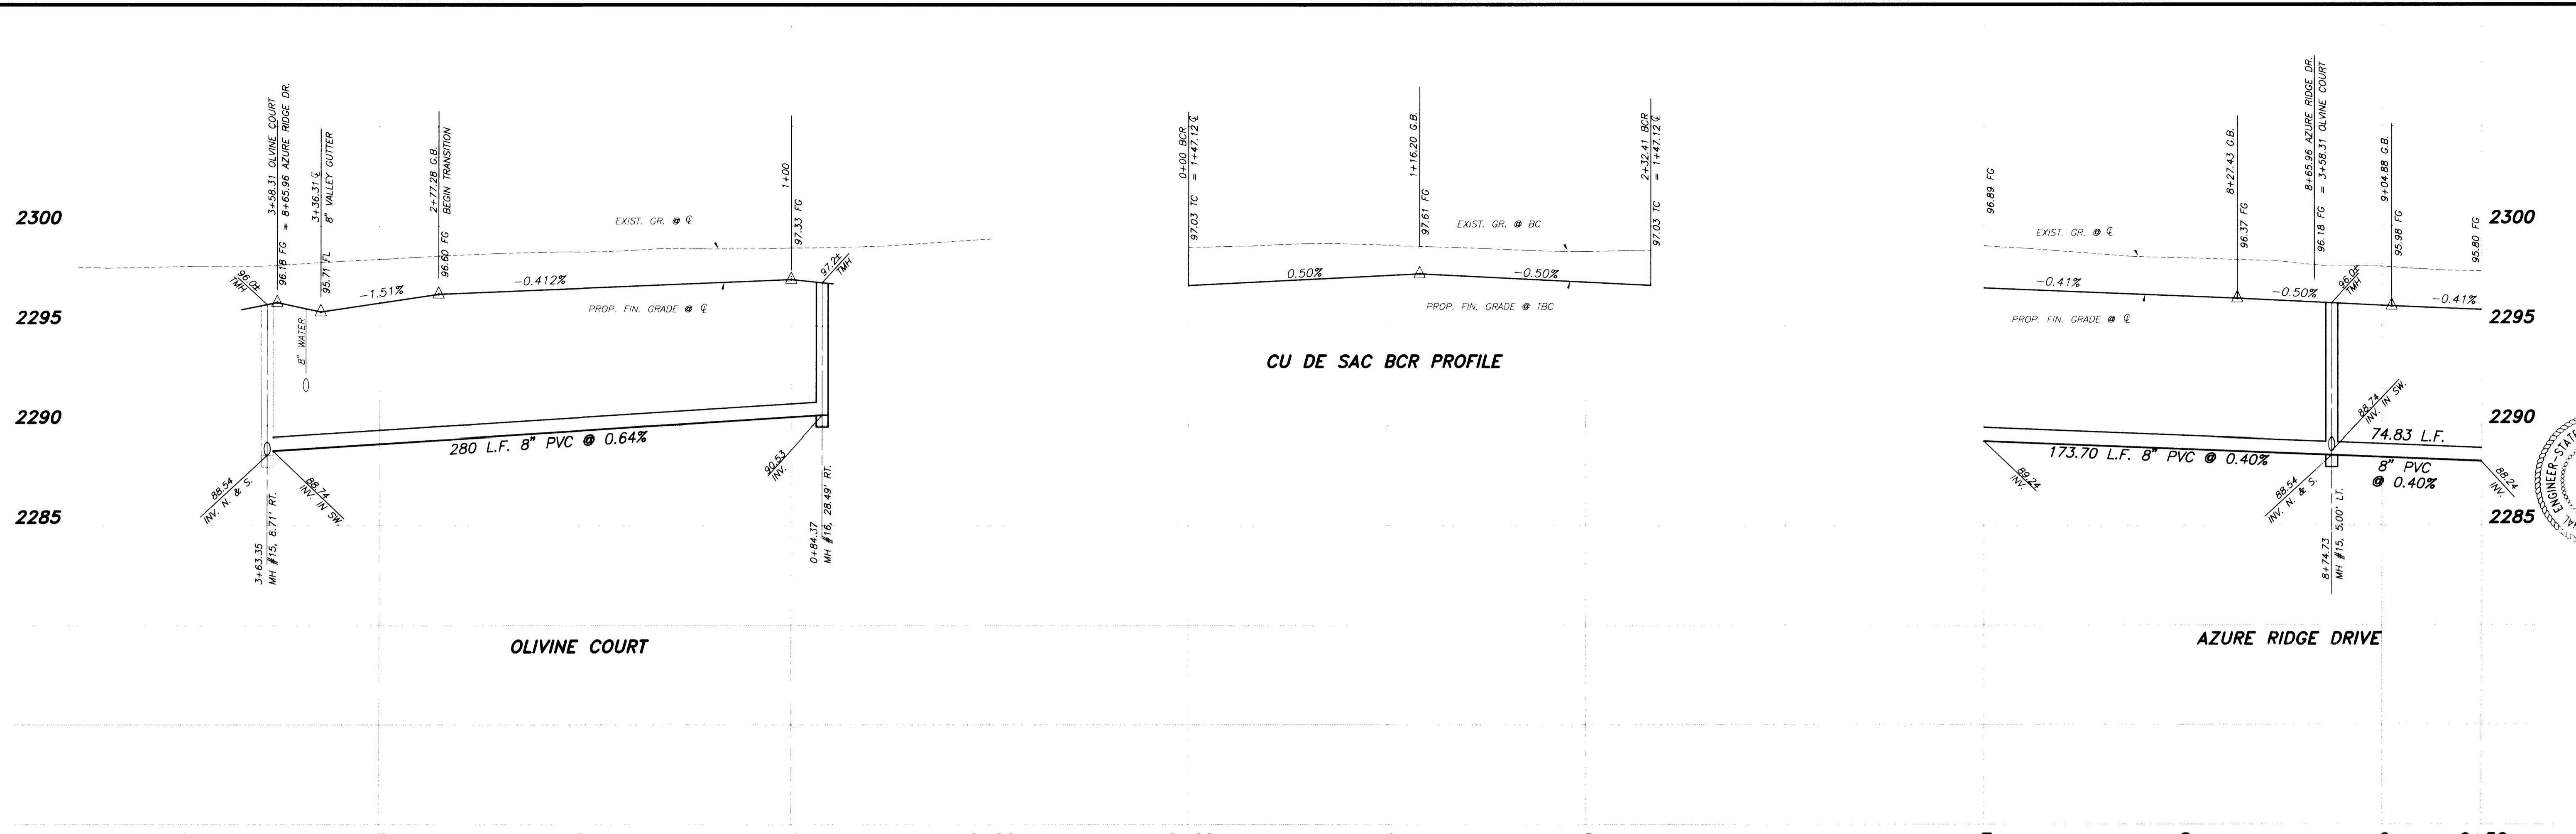 2300
2295
2290
2285
3+58.31 OLVINE COURT
96.18 FG = 8+65.96 AZURE RIDGE DR.
3+36.31 ℄
95.71 FL 8" VALLEY GUTTER
2+77.28 G.B.
96.60 FG BEGIN TRANSITION
1+00
97.33 FG
EXIST. GR. @ ℄
96.0±
TMH
-1.51%
-0.412%
PROP. FIN. GRADE @ ℄
97.2±
TMH
8" WATER
280 L.F. 8" PVC @ 0.64%
88.54
INV. N. & S.
88.74
INV. IN SW.
90.53
INV.
3+63.35
MH #15, 8.71' RT.
0+84.37
MH #16, 28.49' RT.
OLIVINE COURT
0+00 BCR
97.03 TC = 1+47.12 ℄
1+16.20 G.B.
97.61 FG
2+32.41 BCR
97.03 TC = 1+47.12 ℄
EXIST. GR. @ BC
0.50%
-0.50%
PROP. FIN. GRADE @ TBC
CU DE SAC BCR PROFILE
96.89 FG
8+27.43 G.B.
96.37 FG
8+65.96 AZURE RIDGE DR.
96.18 FG = 3+58.31 OLVINE COURT
9+04.88 G.B.
95.98 FG
95.80 FG
EXIST. GR. @ ℄
-0.41%
-0.50%
96.0±
TMH
-0.41%
PROP. FIN. GRADE @ ℄
88.74
INV. IN SW.
173.70 L.F. 8" PVC @ 0.40%
74.83 L.F.
8" PVC
@ 0.40%
89.24
INV.
88.54
INV. N. & S.
88.24
INV.
8+74.73
MH #15, 5.00' LT.
AZURE RIDGE DRIVE
2300
2295
2290
2285
ENGINEER-STATE